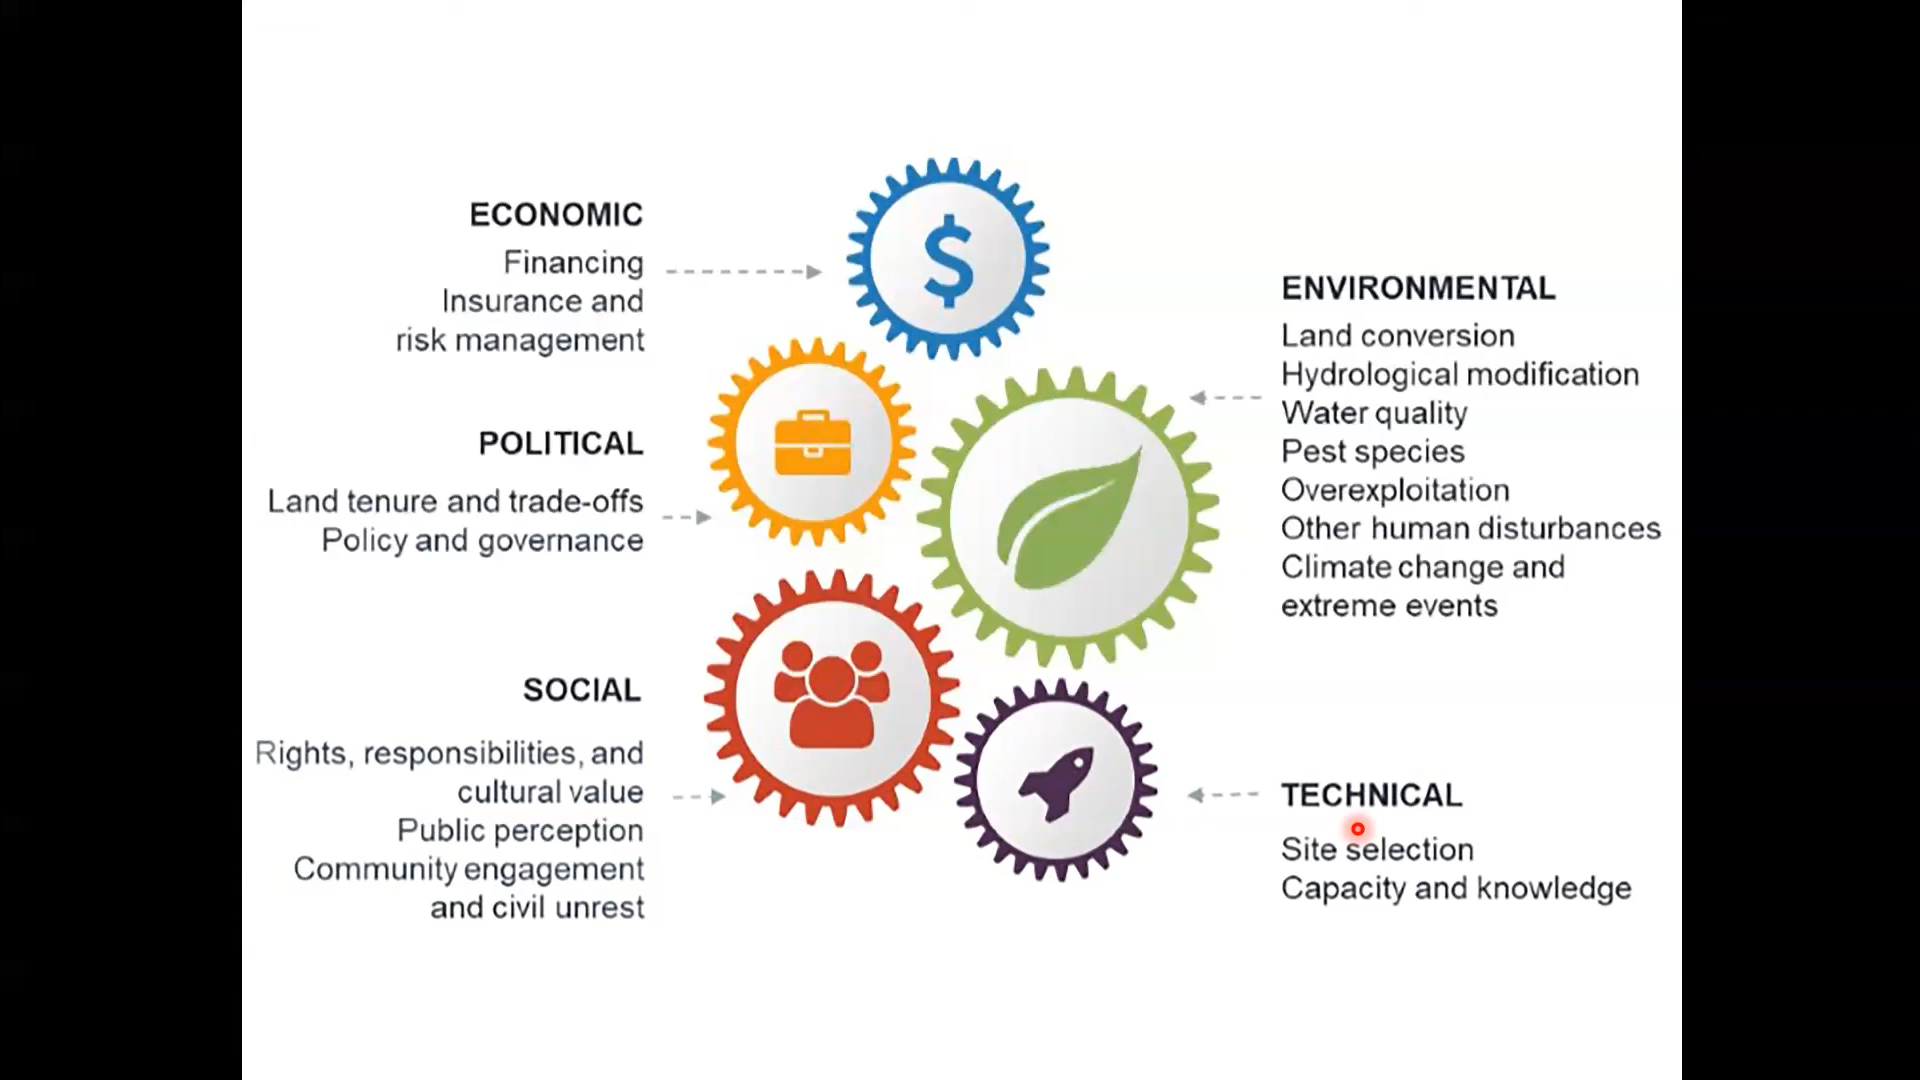 ECONOMIC
Financing
Insurance and
risk management
POLITICAL
Land tenure and trade-offs
Policy and governance
SOCIAL
Rights, responsibilities, and
cultural value
Public perception
Community engagement
and civil unrest
$
ENVIRONMENTAL
Land conversion
Hydrological modification
Water quality
Pest species
Overexploitation
Other human disturbances
Climate change and
extreme events
TECHNICAL
Site selection
Capacity and knowledge